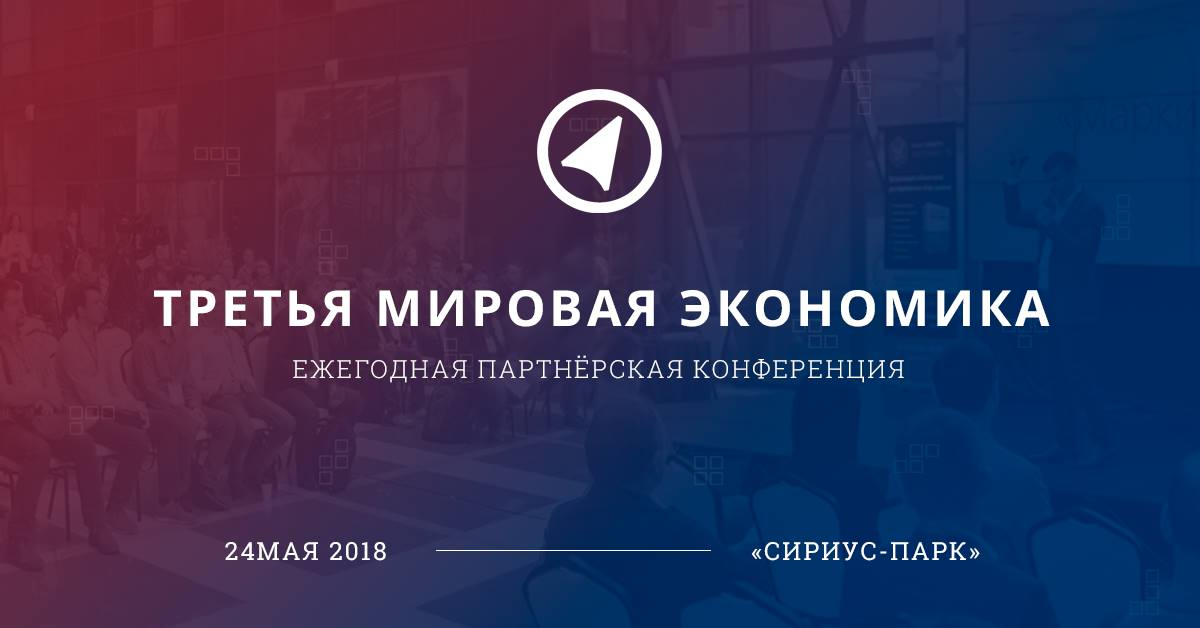 ТРЕТЬЯ МИРОВАЯ ЭКОНОМИКА
ЕЖЕГОДНАЯ ПАРТНЁРСКАЯ КОНФЕРЕНЦИЯ
24МАЯ 2018
«СИРИУС-ПАРК»